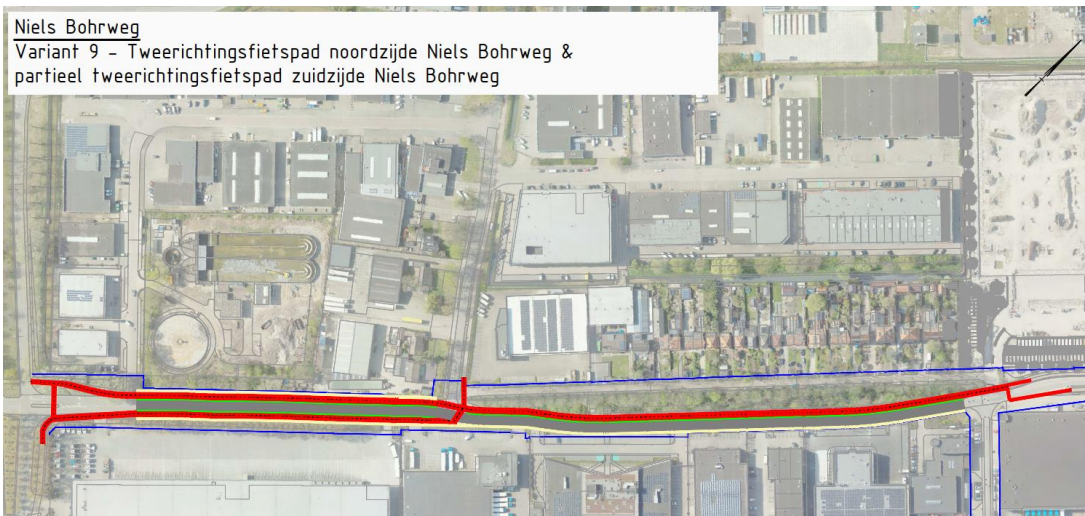 Niels Bohrweg
Variant 9 - Tweerichtingsfietspad noordzijde Niels Bohrweg &
partieel tweerichtingsfietspad zuidzijde Niels Bohrweg